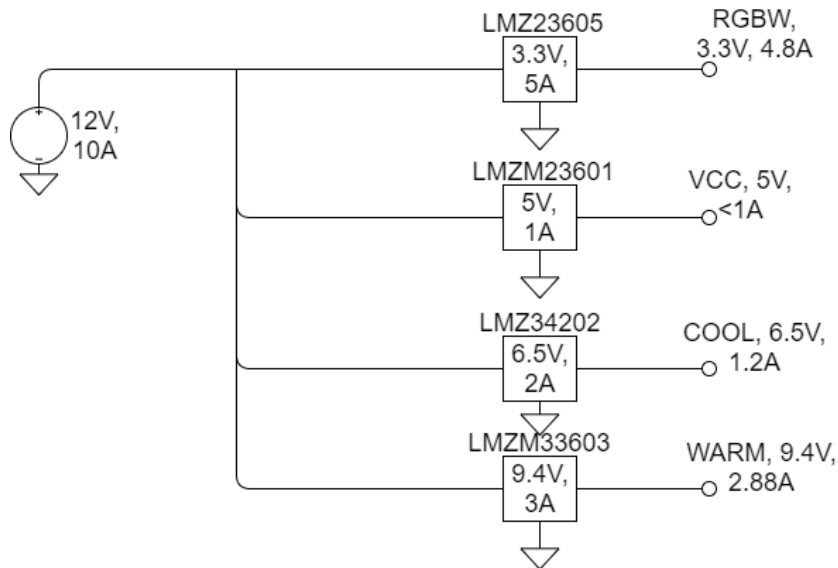 LMZ23605
3.3V,
5A
RGBW,
3.3V, 4.8A
12V,
10A
+
-
LMZM23601
5V,
1A
VCC, 5V,
<1A
LMZ34202
6.5V,
2A
COOL, 6.5V,
1.2A
LMZM33603
9.4V,
3A
WARM, 9.4V,
2.88A